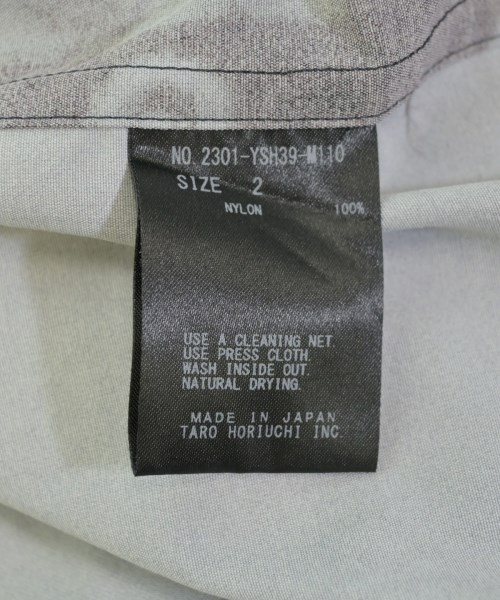 NO. 2301-YSH39-M110
SIZE 2
NYLON 100%
USE A CLEANING NET.
USE PRESS CLOTH.
WASH INSIDE OUT.
NATURAL DRYING.
MADE IN JAPAN
TARO HORIUCHI INC.